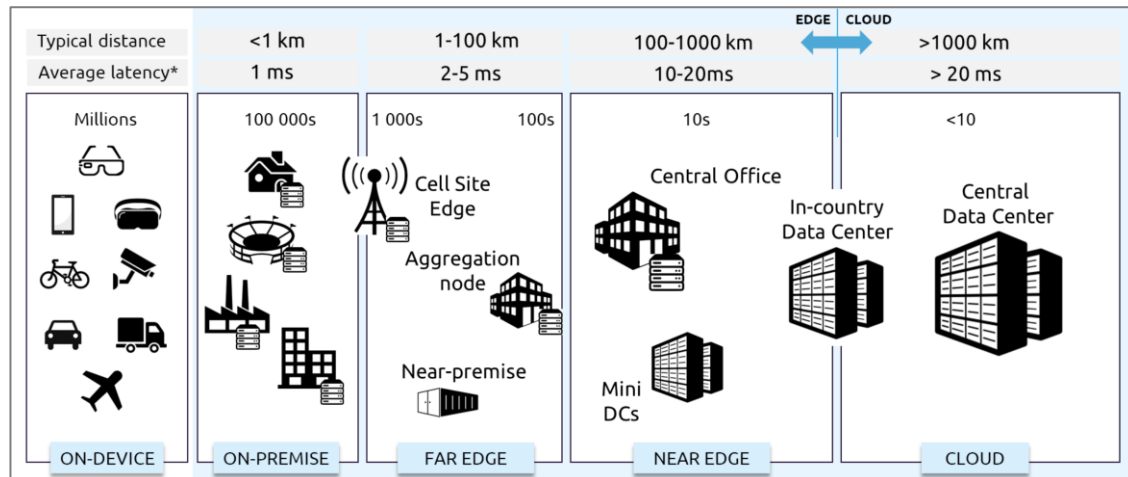 EDGE CLOUD
Typical distance <1 km 1-100 km 100-1000 km >1000 km
Average latency* 1 ms 2-5 ms 10-20ms > 20 ms
Millions 100 000s 1 000s 100s 10s <10
Cell Site
Edge
Aggregation
node
Near-premise
Central Office
Mini
DCs
In-country
Data Center
Central
Data Center
ON-DEVICE ON-PREMISE FAR EDGE NEAR EDGE CLOUD